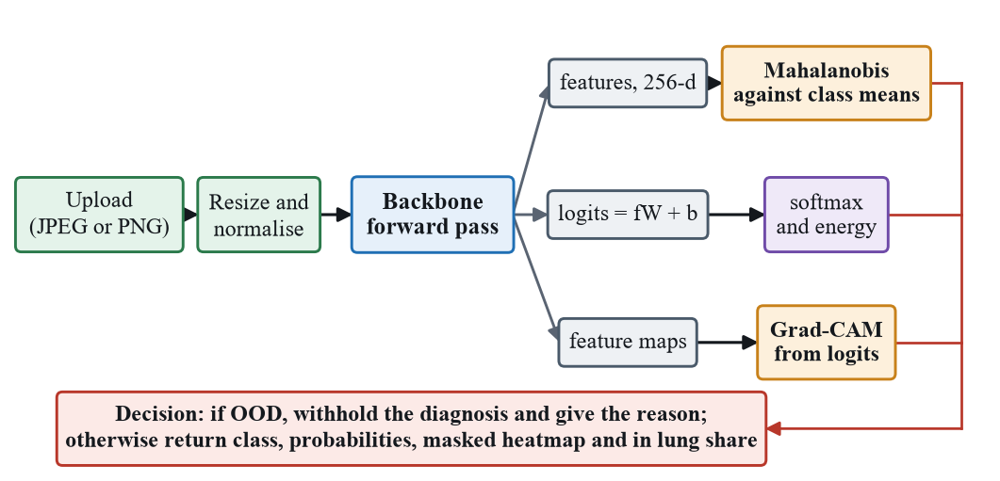 Upload
(JPEG or PNG)
Resize and
normalise
Backbone
forward pass
features, 256-d
Mahalanobis
against class means
logits = fW + b
softmax
and energy
feature maps
Grad-CAM
from logits
Decision: if OOD, withhold the diagnosis and give the reason;
otherwise return class, probabilities, masked heatmap and in lung share